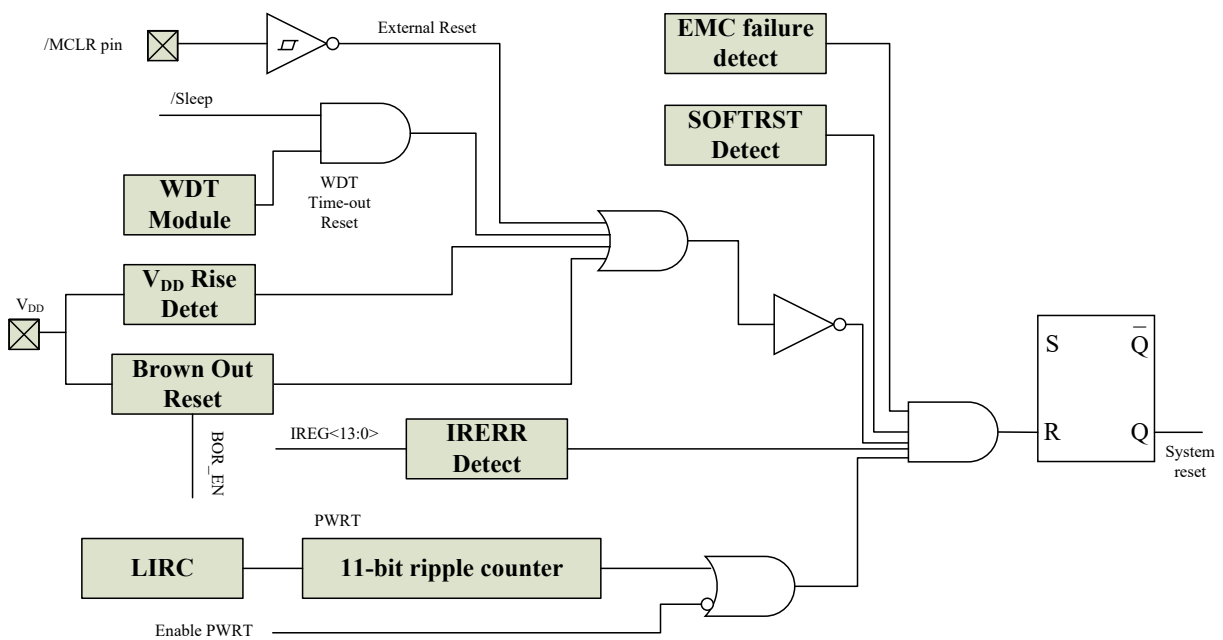 /MCLR pin
External Reset
EMC failure
detect
/Sleep
SOFTRST
Detect
WDT
Module
WDT
Time-out
Reset
VDD
VDD Rise
Detet
Brown Out
Reset
BOR_EN
IREG<13:0>
IRERR
Detect
S
Q̅
R
Q
System
reset
PWRT
LIRC
11-bit ripple counter
Enable PWRT